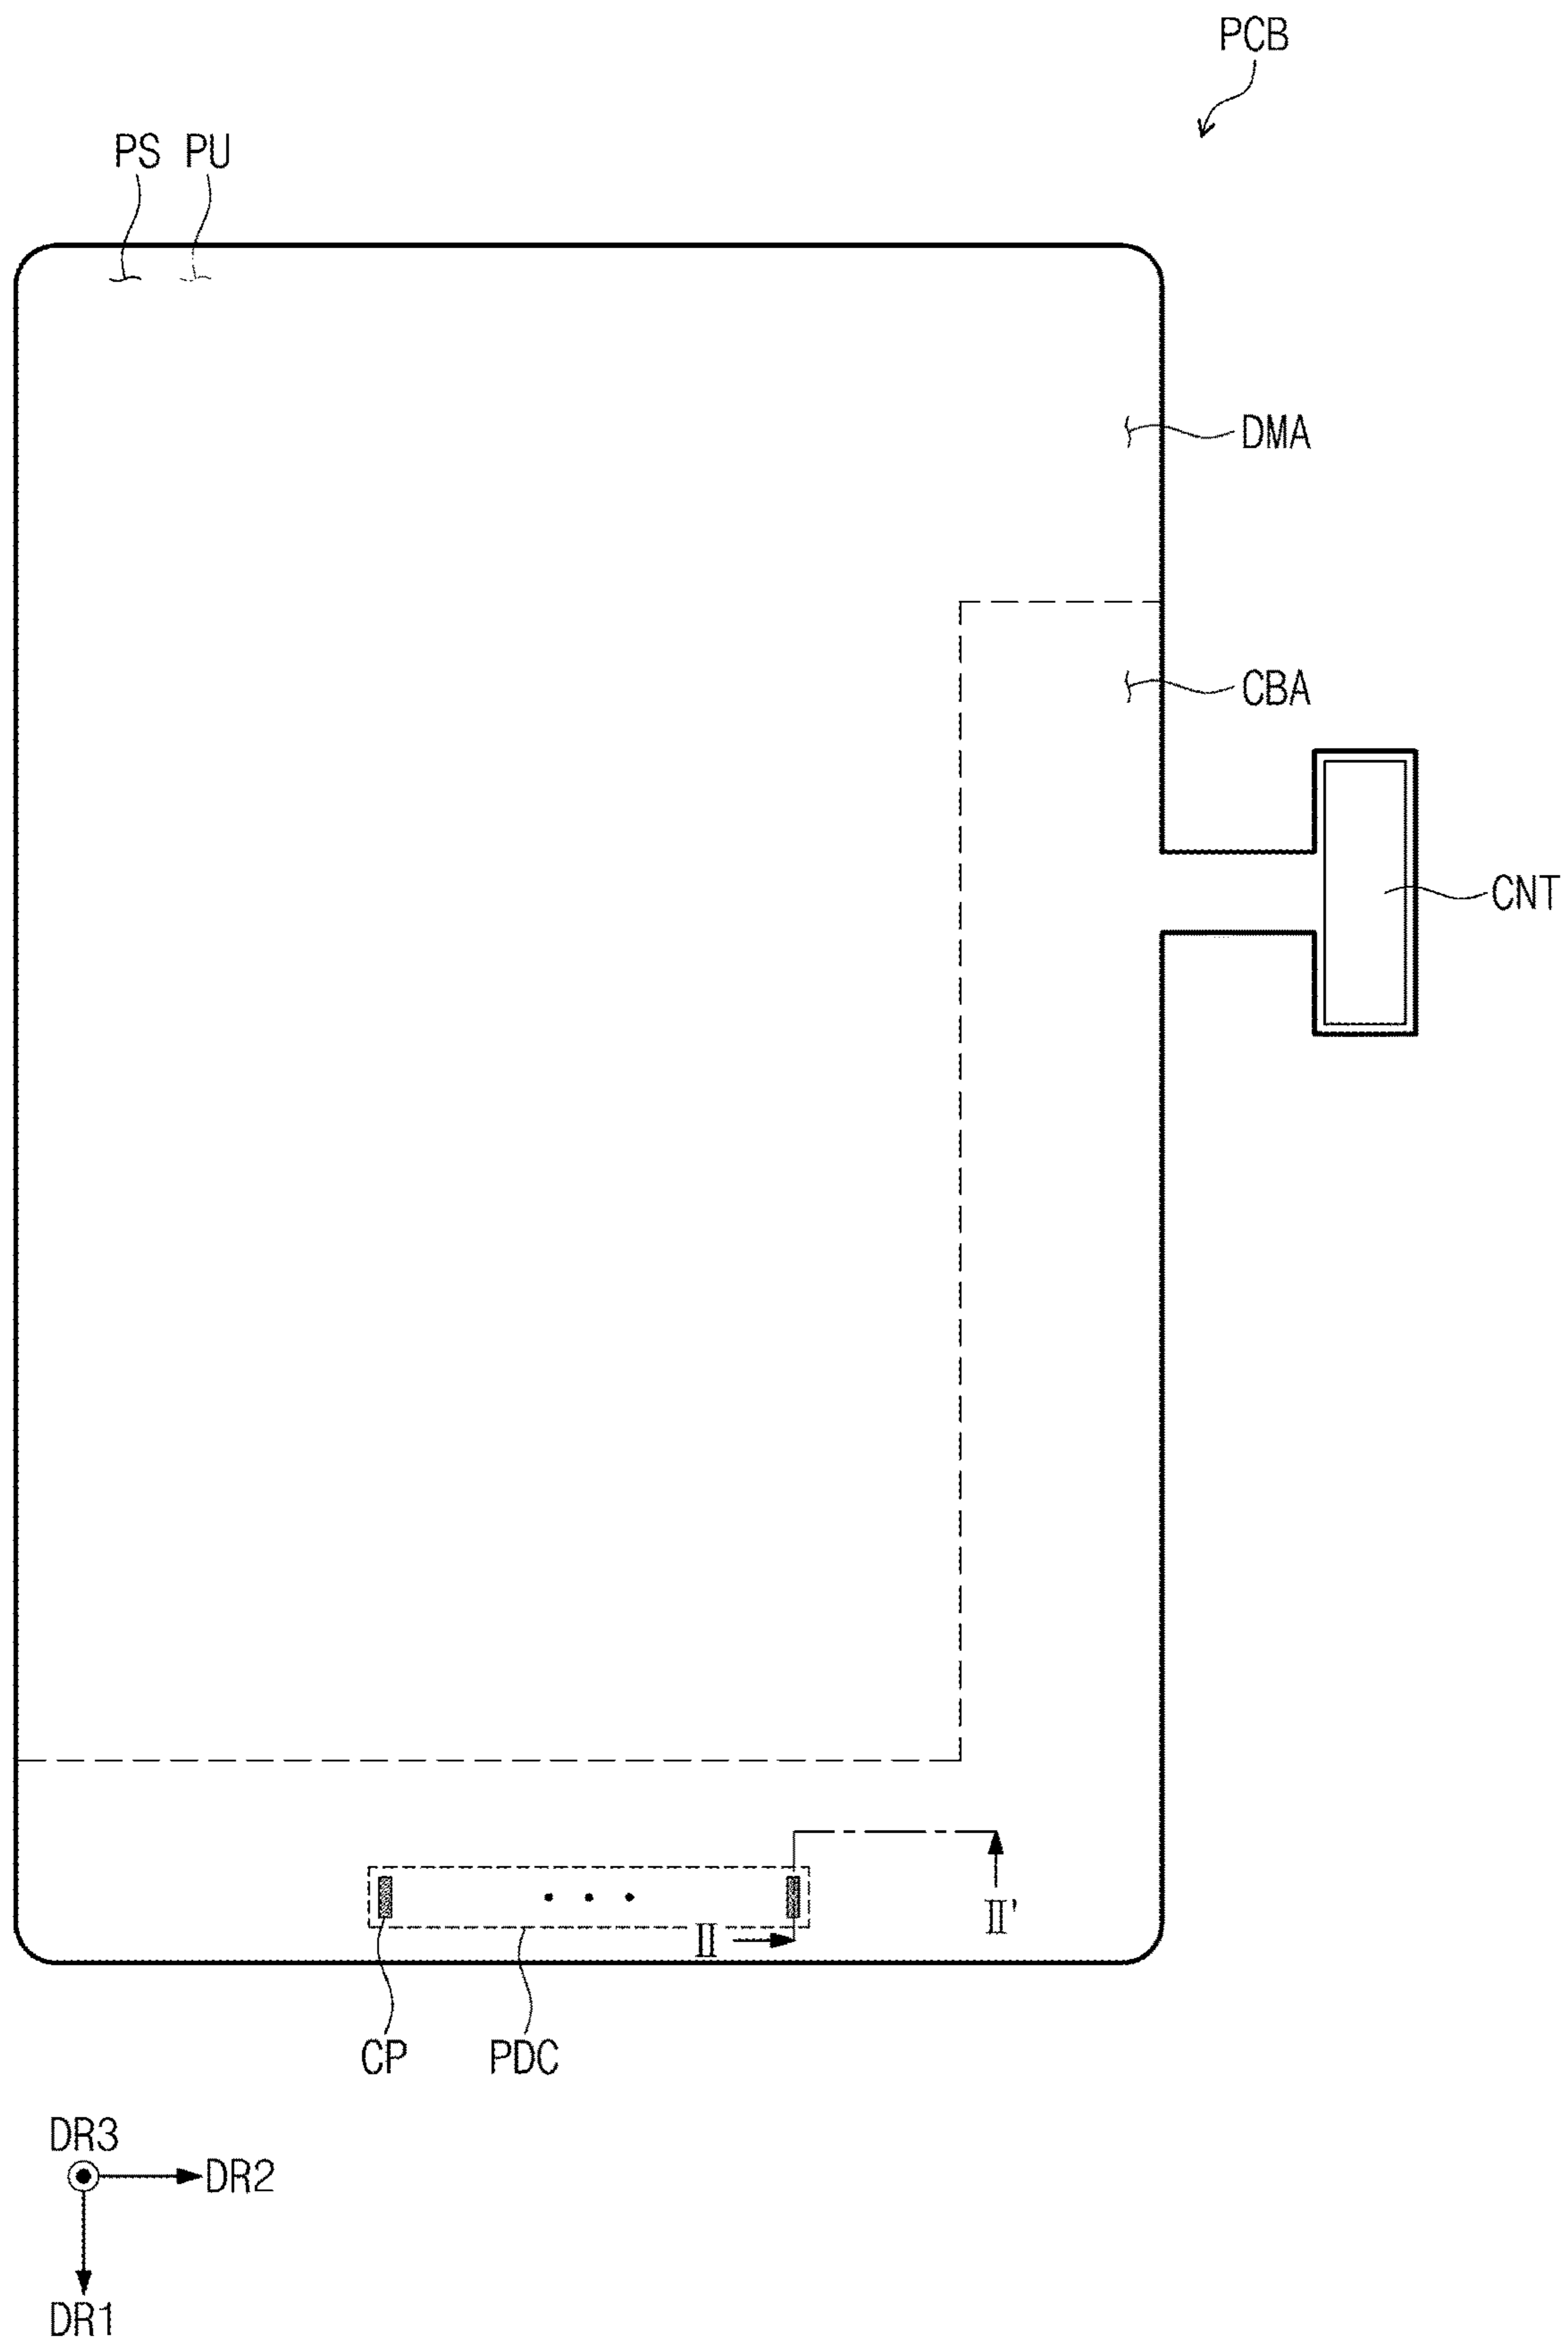 PCB
PS PU
DMA
CBA
CNT
II II'
CP PDC
DR3
DR2
DR1